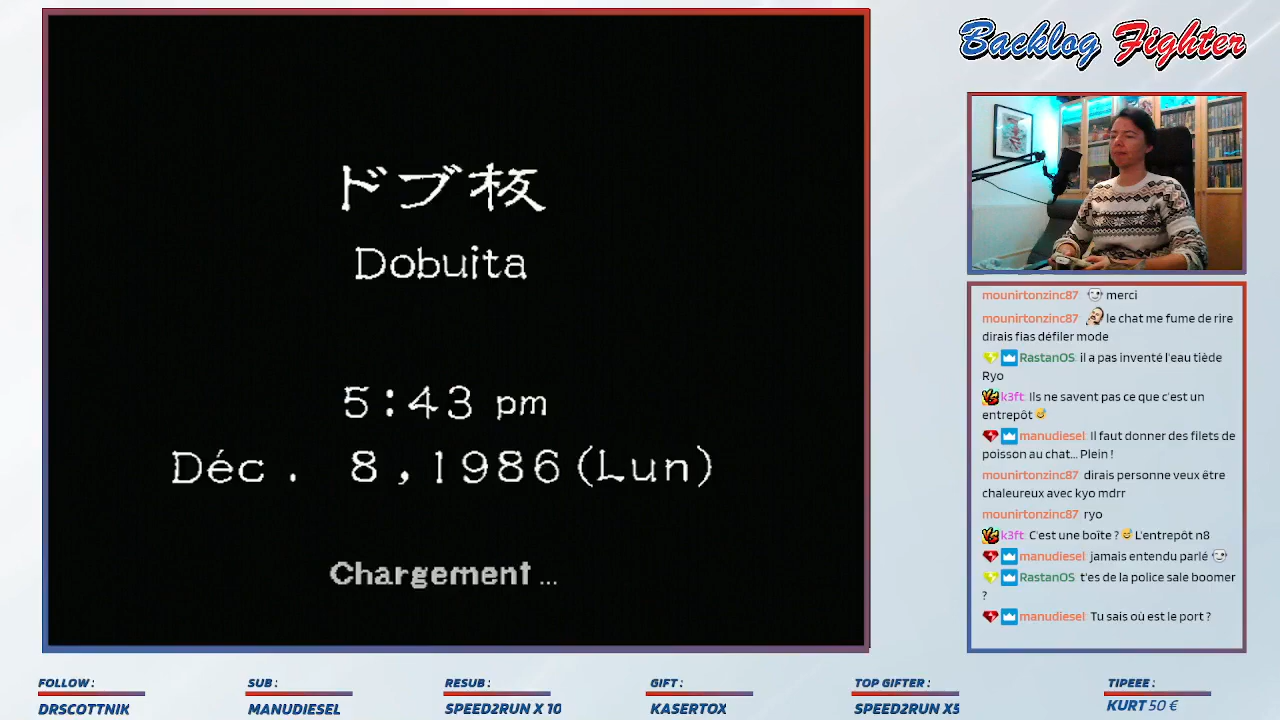 ドブ板
Dobuita
5:43 pm
Déc. 8,1986(Lun)
Chargement ...
Backlog Fighter
mounirtonzinc87 merci
mounirtonzinc87 le chat me fume de rire
dirais fias défiler mode
RastanOS: il a pas inventé l'eau tiède
Ryo
k3ft: Ils ne savent pas ce que c'est un
entrepôt
manudiesel: Il faut donner des filets de
poisson au chat... Plein !
mounirtonzinc87 dirais personne veux être
chaleureux avec kyo mdrr
mounirtonzinc87 ryo
k3ft: C'est une boîte ? L'entrepôt n8
manudiesel: jamais entendu parlé
RastanOS: t'es de la police sale boomer
?
manudiesel: Tu sais où est le port ?
FOLLOW : SUB : RESUB : GIFT : TOP GIFTER : TIPEEE :
DRSCOTTNIK MANUDIESEL SPEED2RUN X 10 KASERTOX SPEED2RUN X5 KURT 50 €